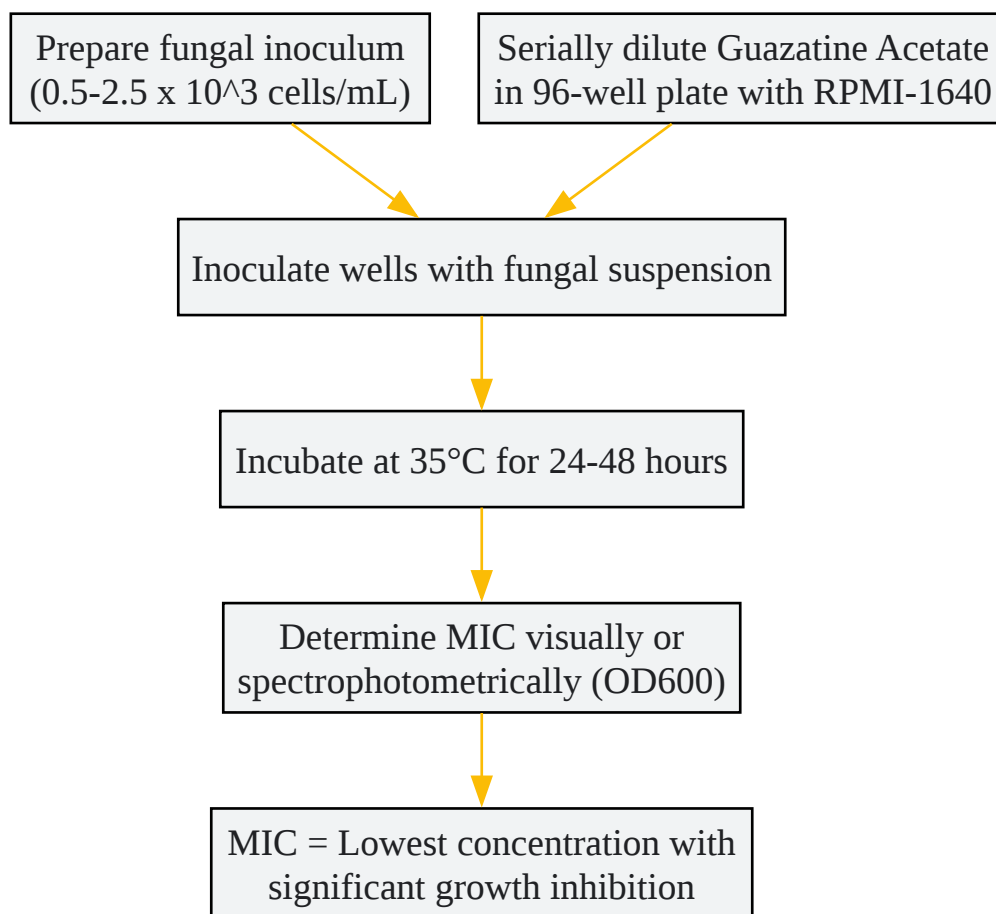 Prepare fungal inoculum
(0.5-2.5 x 10^3 cells/mL)
Serially dilute Guazatine Acetate
in 96-well plate with RPMI-1640
Inoculate wells with fungal suspension
Incubate at 35°C for 24-48 hours
Determine MIC visually or
spectrophotometrically (OD600)
MIC = Lowest concentration with
significant growth inhibition